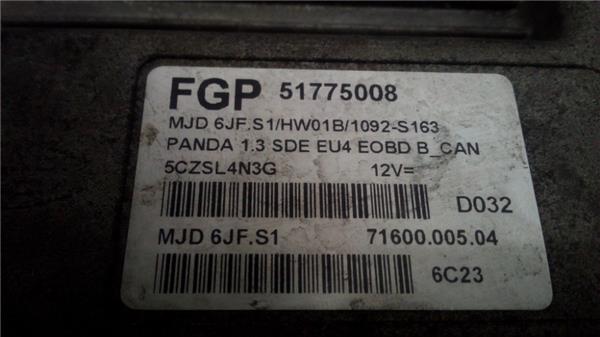 FGP 51775008
MJD 6JF.S1/HW01B/1092-S163
PANDA 1.3 SDE EU4 EOBD B_CAN
5CZSL4N3G 12V=
D032
MJD 6JF.S1 71600.005.04
6C23